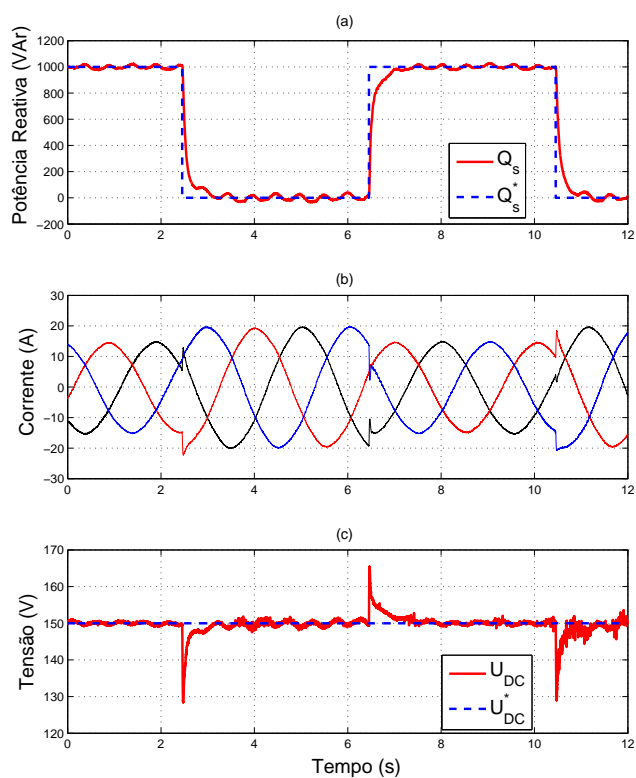 (a)
Potência Reativa (VAr)
1200
1000
800
600
400
200
0
−200
0 2 4 6 8 10 12
Q_s
Q_s^*
(b)
Corrente (A)
30
20
10
0
−10
−20
−30
0 2 4 6 8 10 12
(c)
Tensão (V)
170
160
150
140
130
120
0 2 4 6 8 10 12
U_DC
U_DC^*
Tempo (s)